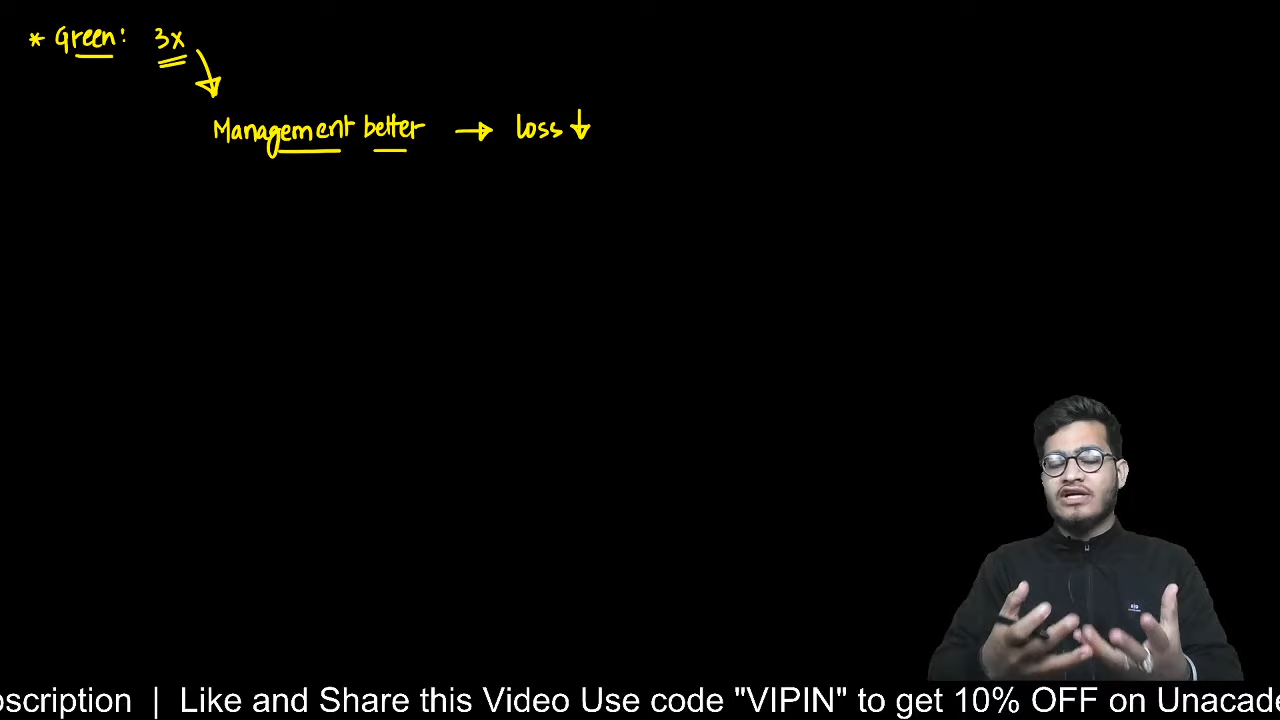 * Green: 3x
Management better → loss ↓
bscription | Like and Share this Video Use code "VIPIN" to get 10% OFF on Unacade